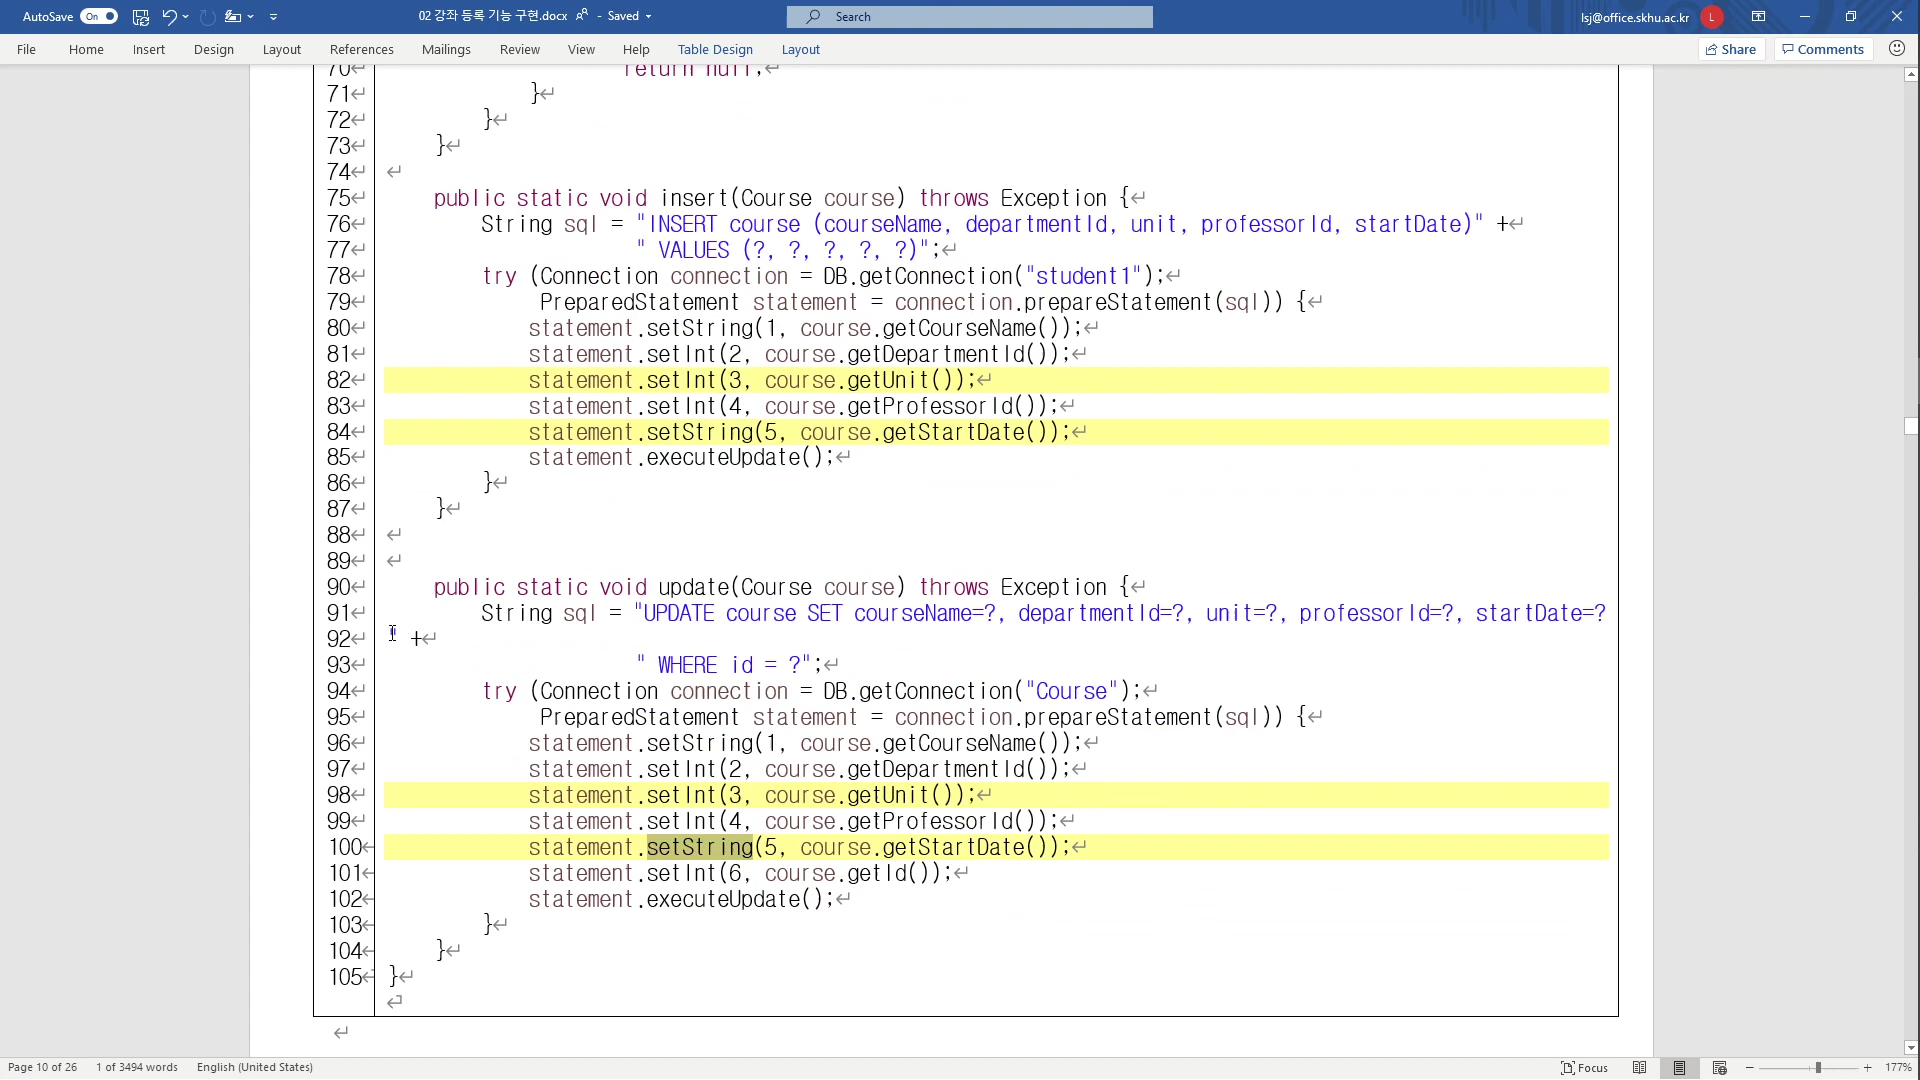 AutoSave On 02 강좌 등록 기능 구현.docx - Saved Search lsj@office.skhu.ac.kr L
File Home Insert Design Layout References Mailings Review View Help Table Design Layout Share Comments
70 return null;
71 }
72 }
73 }
74
75 public static void insert(Course course) throws Exception {
76 String sql = "INSERT course (courseName, departmentId, unit, professorId, startDate)" +
77 " VALUES (?, ?, ?, ?, ?)";
78 try (Connection connection = DB.getConnection("student1");
79 PreparedStatement statement = connection.prepareStatement(sql)) {
80 statement.setString(1, course.getCourseName());
81 statement.setInt(2, course.getDepartmentId());
82 statement.setInt(3, course.getUnit());
83 statement.setInt(4, course.getProfessorId());
84 statement.setString(5, course.getStartDate());
85 statement.executeUpdate();
86 }
87 }
88
89
90 public static void update(Course course) throws Exception {
91 String sql = "UPDATE course SET courseName=?, departmentId=?, unit=?, professorId=?, startDate=?
92 " +
93 " WHERE id = ?";
94 try (Connection connection = DB.getConnection("Course");
95 PreparedStatement statement = connection.prepareStatement(sql)) {
96 statement.setString(1, course.getCourseName());
97 statement.setInt(2, course.getDepartmentId());
98 statement.setInt(3, course.getUnit());
99 statement.setInt(4, course.getProfessorId());
100 statement.setString(5, course.getStartDate());
101 statement.setInt(6, course.getId());
102 statement.executeUpdate();
103 }
104 }
105 }
Page 10 of 26 1 of 3494 words English (United States) Focus 177%